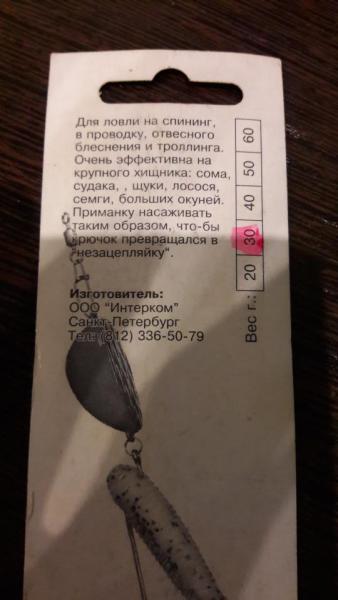 Для ловли на спининг,
в проводку, отвесного
блеснения и троллинга.
Очень эффективна на
крупного хищника: сома,
судака, , щуки, лосося,
семги, больших окуней.
Приманку насаживать
таким образом, что-бы
крючок превращался в
"незацепляйку".
Изготовитель:
ООО "Интерком"
Санкт-Петербург
Тел. (812) 336-50-79
Вес г.: 20 30 40 50 60